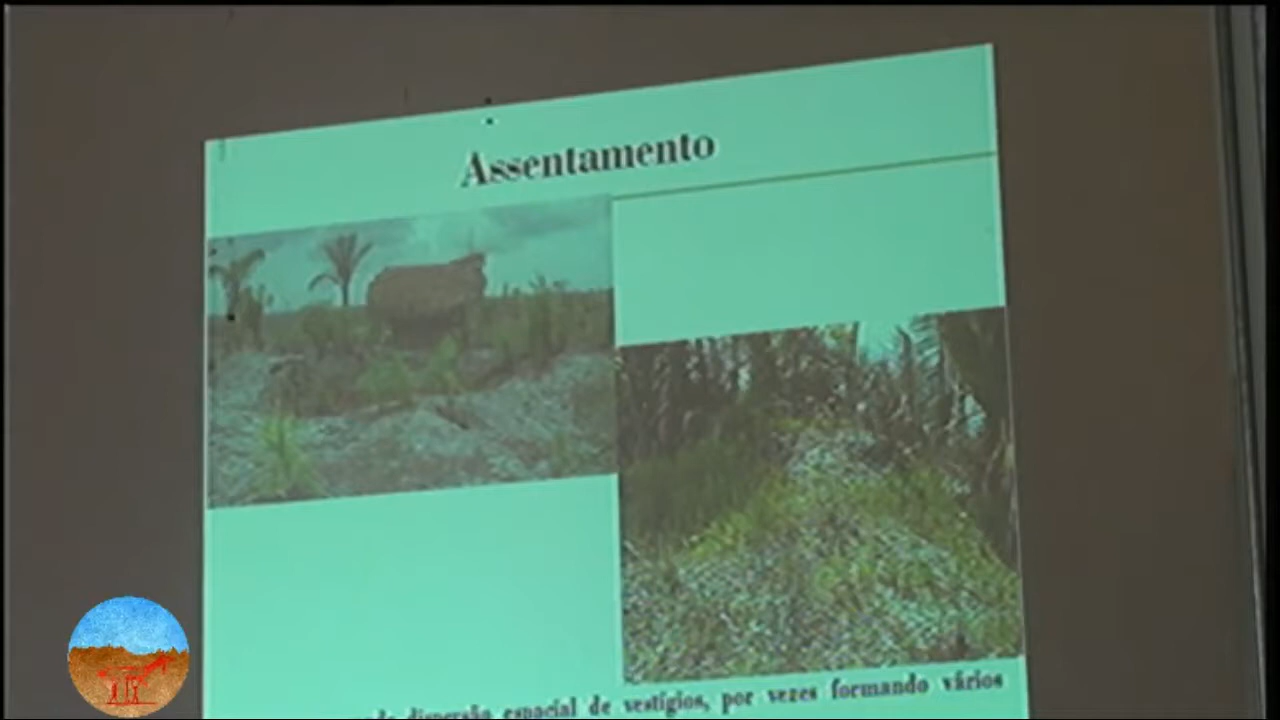 Assentamento
dispersão espacial de vestígios, por vezes formando vários